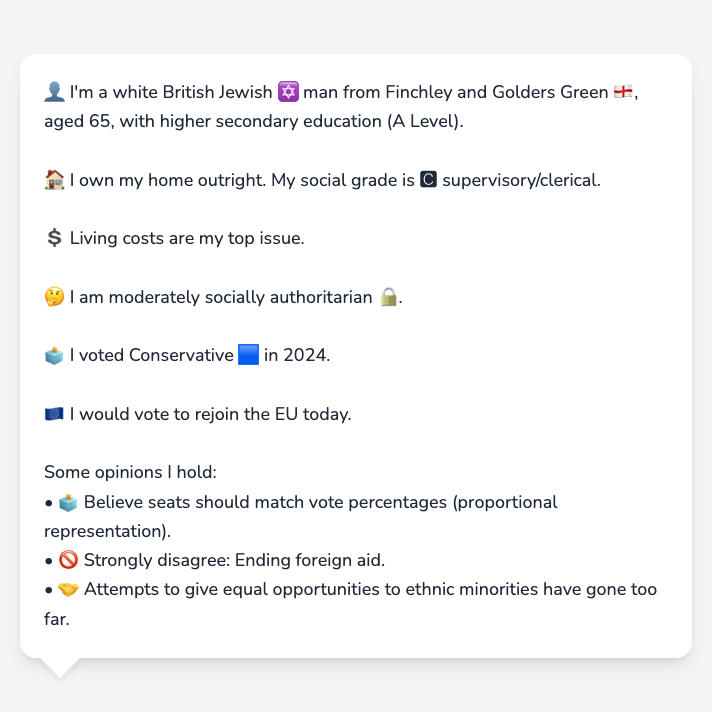 👤 I'm a white British Jewish ✡️ man from Finchley and Golders Green 🏴󠁧󠁢󠁥󠁮󠁧󠁿,
aged 65, with higher secondary education (A Level).
🏠 I own my home outright. My social grade is 🅲 supervisory/clerical.
💲 Living costs are my top issue.
🤔 I am moderately socially authoritarian 🔒.
🗳️ I voted Conservative 🟦 in 2024.
🇪🇺 I would vote to rejoin the EU today.
Some opinions I hold:
• 🗳️ Believe seats should match vote percentages (proportional
representation).
• 🚫 Strongly disagree: Ending foreign aid.
• 🤝 Attempts to give equal opportunities to ethnic minorities have gone too
far.